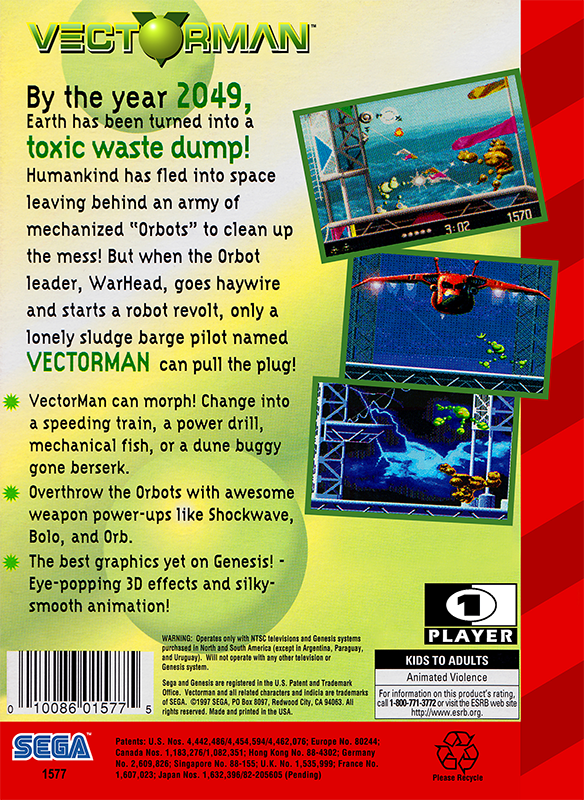 VECTORMAN™
By the year 2049,
Earth has been turned into a
toxic waste dump!
Humankind has fled into space
leaving behind an army of
mechanized "Orbots" to clean up
the mess! But when the Orbot
leader, WarHead, goes haywire
and starts a robot revolt, only a
lonely sludge barge pilot named
VECTORMAN can pull the plug!
VectorMan can morph! Change into
a speeding train, a power drill,
mechanical fish, or a dune buggy
gone berserk.
Overthrow the Orbots with awesome
weapon power-ups like Shockwave,
Bolo, and Orb.
The best graphics yet on Genesis! -
Eye-popping 3D effects and silky-
smooth animation!
3:02
1570
1
PLAYER
KIDS TO ADULTS
Animated Violence
For information on this product's rating,
call 1-800-771-3772 or visit the ESRB web site
http://www.esrb.org.
WARNING: Operates only with NTSC televisions and Genesis systems
purchased in North and South America (except in Argentina, Paraguay,
and Uruguay). Will not operate with any other television or
Genesis system.
Sega and Genesis are registered in the U.S. Patent and Trademark
Office. Vectorman and all related characters and indicia are trademarks
of SEGA. ©1997 SEGA, PO Box 8097, Redwood City, CA 94063. All
rights reserved. Made and printed in the USA.
0 10086 01577 5
SEGA™
1577
Patents: U.S. Nos. 4,442,486/4,454,594/4,462,076; Europe No. 80244;
Canada Nos. 1,183,276/1,082,351; Hong Kong No. 88-4302; Germany
No. 2,609,826; Singapore No. 88-155; U.K. No. 1,535,999; France No.
1,607,029; Japan Nos. 1,632,396/82-205605 (Pending)
Please Recycle